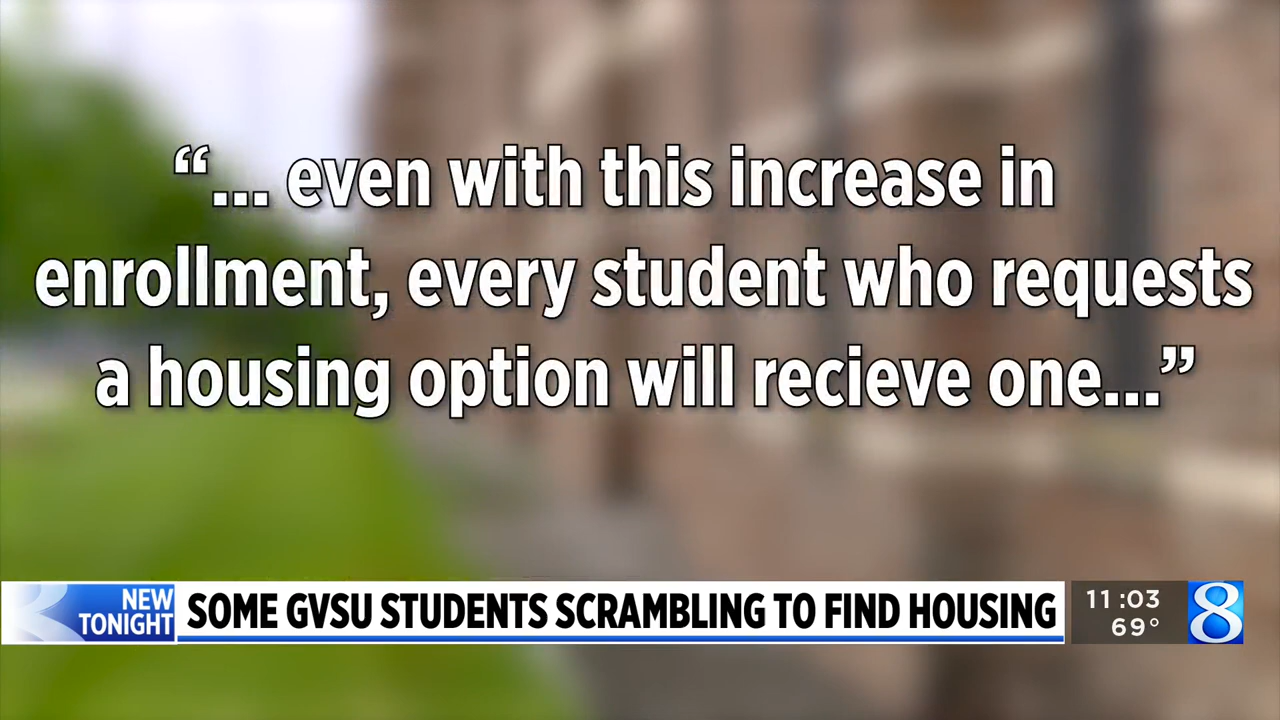 “... even with this increase in
enrollment, every student who requests
a housing option will recieve one...”
NEW
TONIGHT
SOME GVSU STUDENTS SCRAMBLING TO FIND HOUSING
11:03
69°
8